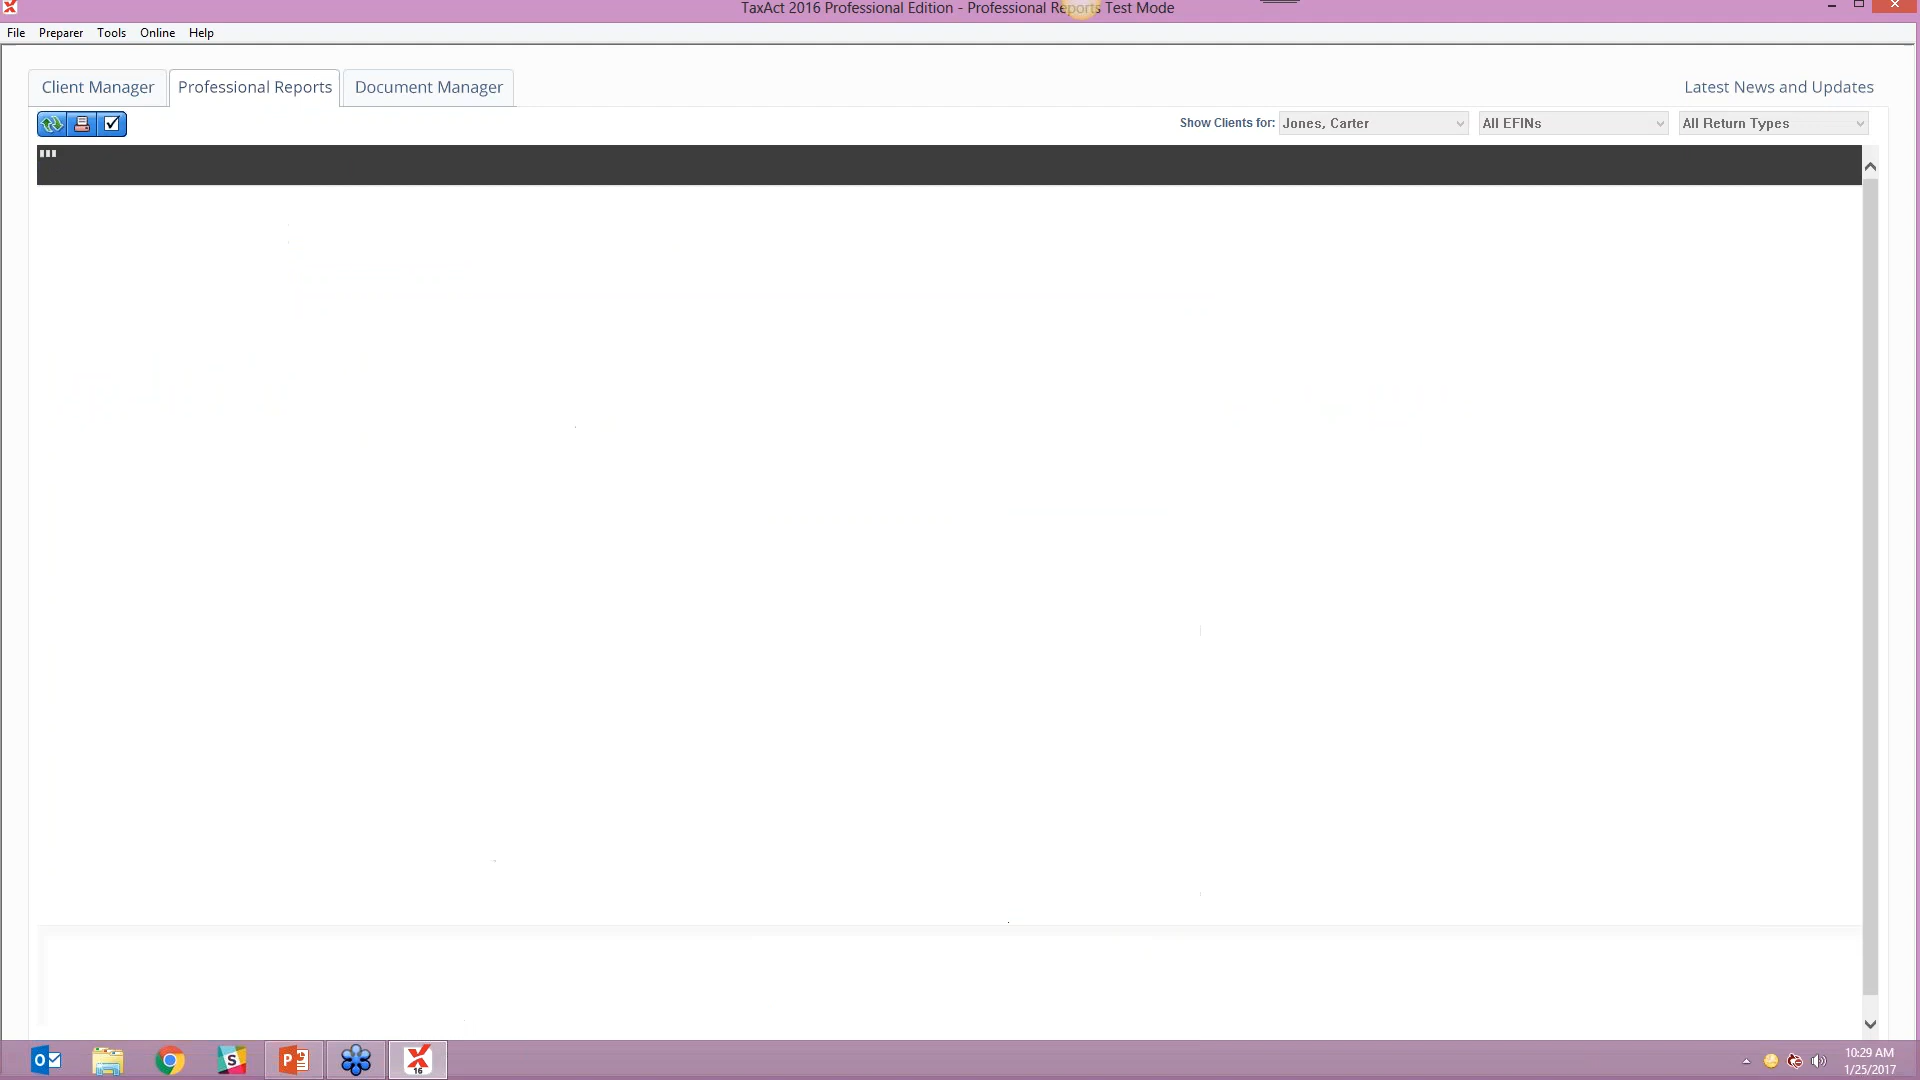 TaxAct 2016 Professional Edition - Professional Reports Test Mode
File Preparer Tools Online Help
Client Manager Professional Reports Document Manager Latest News and Updates
Show Clients for: Jones, Carter All EFINs All Return Types
10:29 AM
1/25/2017
16